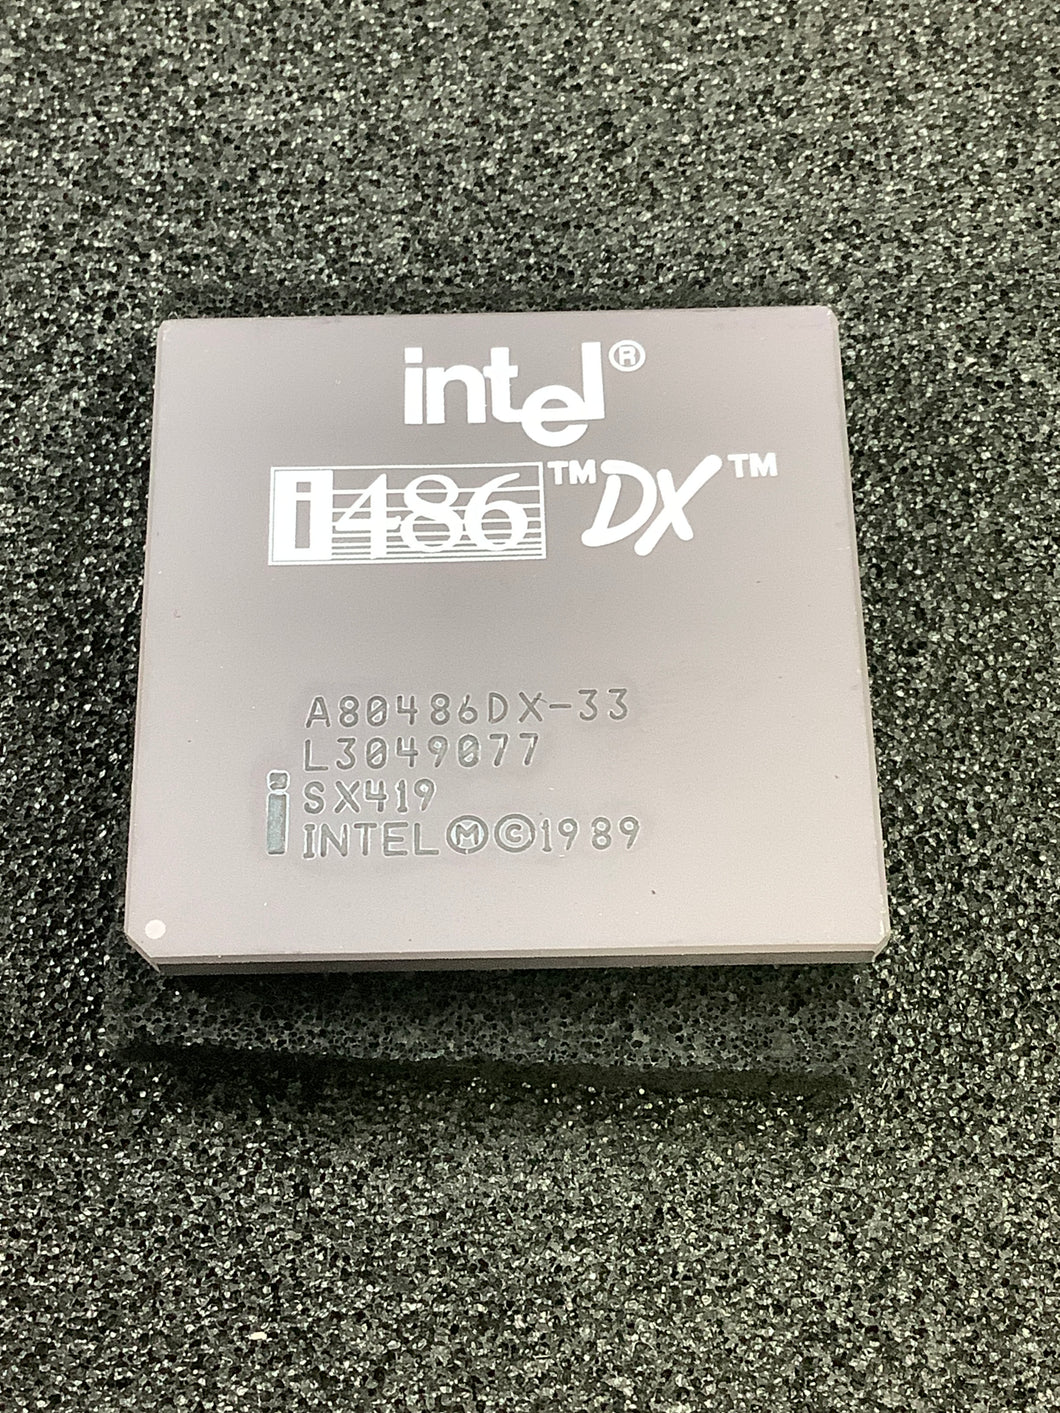 intel®
i486™ DX™
A80486DX-33
L3049077
SX419
i
INTEL Ⓜ©1989